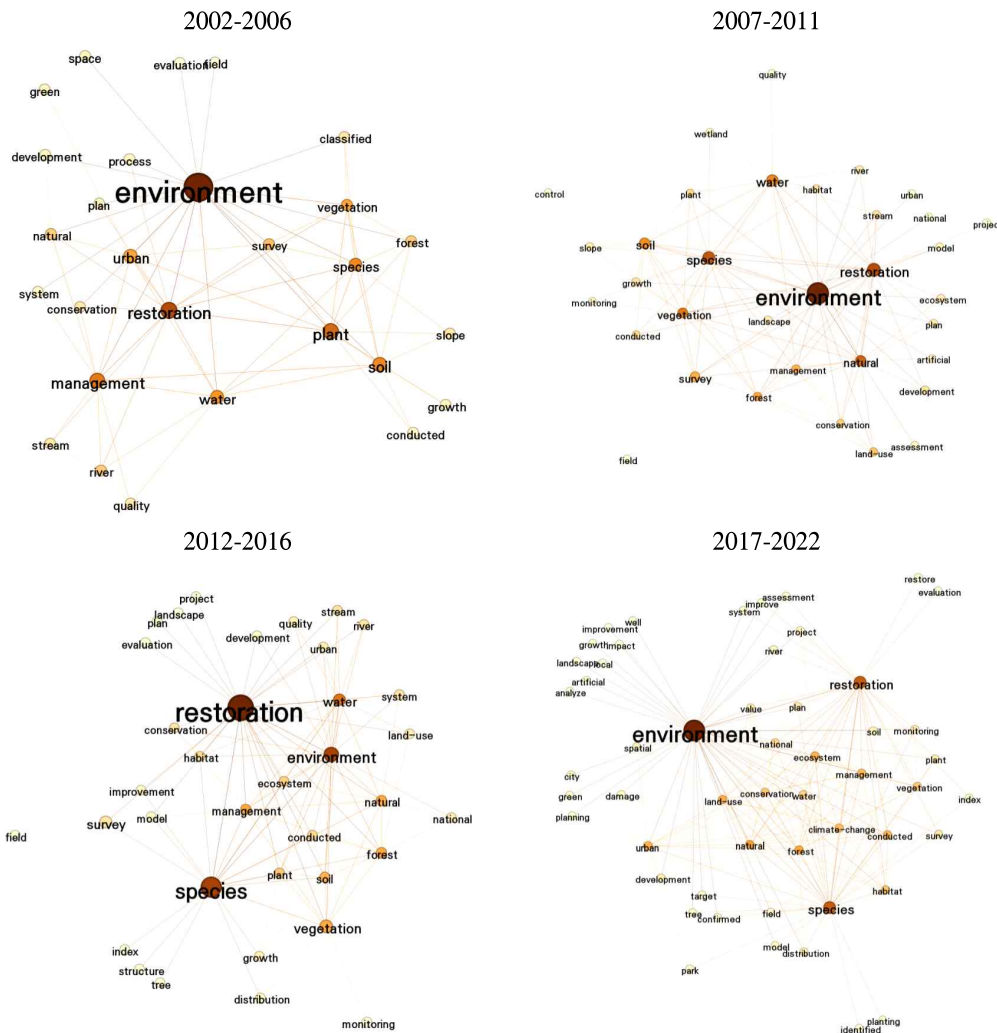 2002-2006
space
evaluation
field
green
classified
development
process
environment
plan
vegetation
natural
survey
forest
urban
species
system
conservation
restoration
plant
slope
soil
management
water
growth
conducted
stream
river
quality
2007-2011
quality
wetland
control
plant
water
habitat
river
urban
stream
national
projec
slope
soil
species
model
restoration
growth
environment
monitoring
vegetation
landscape
ecosystem
plan
conducted
natural
artificial
survey
management
development
forest
conservation
land-use
assessment
field
2012-2016
project
landscape
plan
evaluation
development
quality
stream
river
urban
restoration
water
system
conservation
land-use
habitat
environment
ecosystem
improvement
management
natural
survey
model
national
field
conducted
forest
plant
soil
species
vegetation
index
structure
tree
growth
distribution
monitoring
2017-2022
restore
evaluation
assessment
improve
system
well
improvement
project
growth
impact
river
landscape
local
artificial
analyze
restoration
value
plan
environment
spatial
national
soil
monitoring
ecosystem
plant
city
management
green
damage
land-use
conservation
water
vegetation
index
planning
climate-change
conducted
survey
urban
natural
forest
development
habitat
target
tree
confirmed
field
species
model
distribution
park
planting
identified